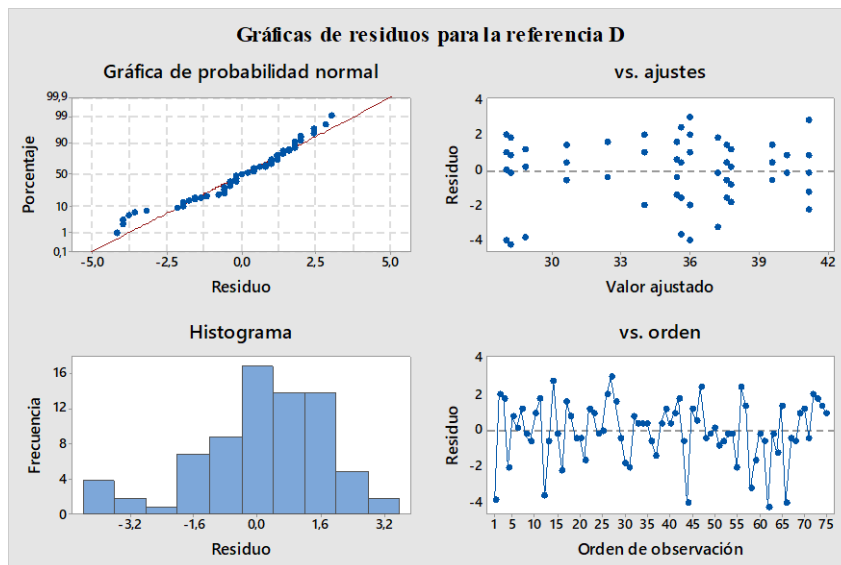 Gráficas de residuos para la referencia D
Gráfica de probabilidad normal
99,9
99
90
50
10
1
0,1
Porcentaje
-5,0 -2,5 0,0 2,5 5,0
Residuo
vs. ajustes
4
2
0
-2
-4
Residuo
30 33 36 39 42
Valor ajustado
Histograma
16
12
8
4
0
Frecuencia
-3,2 -1,6 0,0 1,6 3,2
Residuo
vs. orden
4
2
0
-2
-4
Residuo
1 5 10 15 20 25 30 35 40 45 50 55 60 65 70 75
Orden de observación